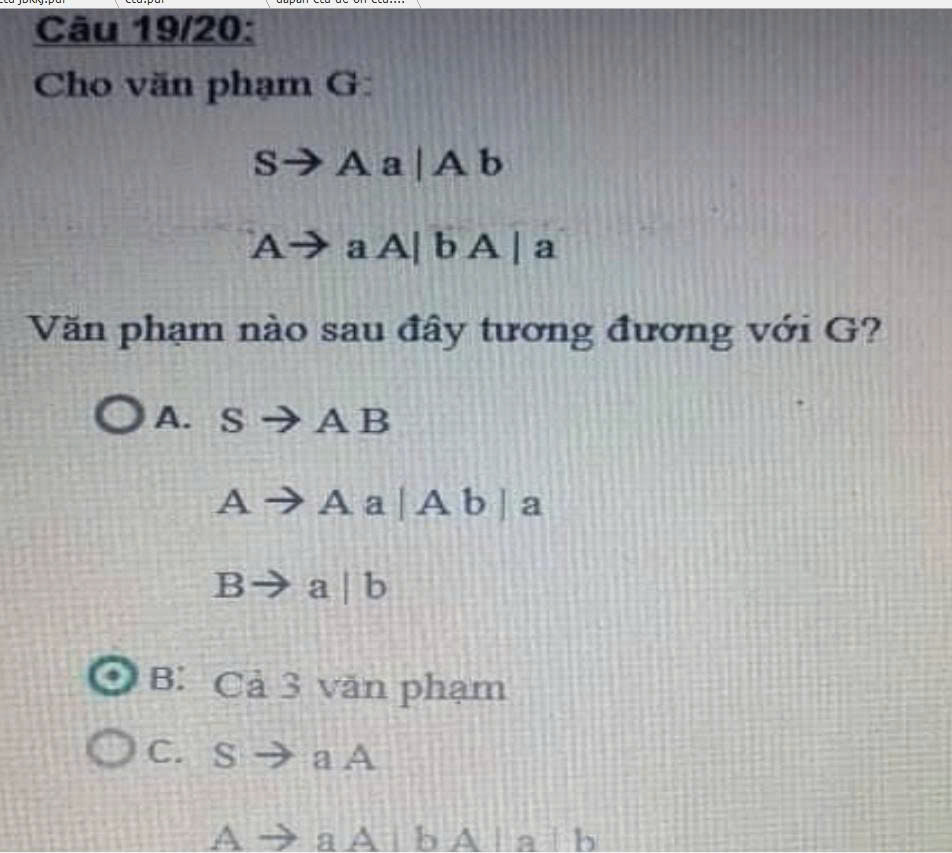 Câu 19/20:
Cho văn phạm G:
S→ A a | A b
A→ a A| b A | a
Văn phạm nào sau đây tương đương với G?
A. S → A B
A → A a | A b | a
B→ a | b
B. Cả 3 văn phạm
C. S → a A
A → a A | b A | a | b